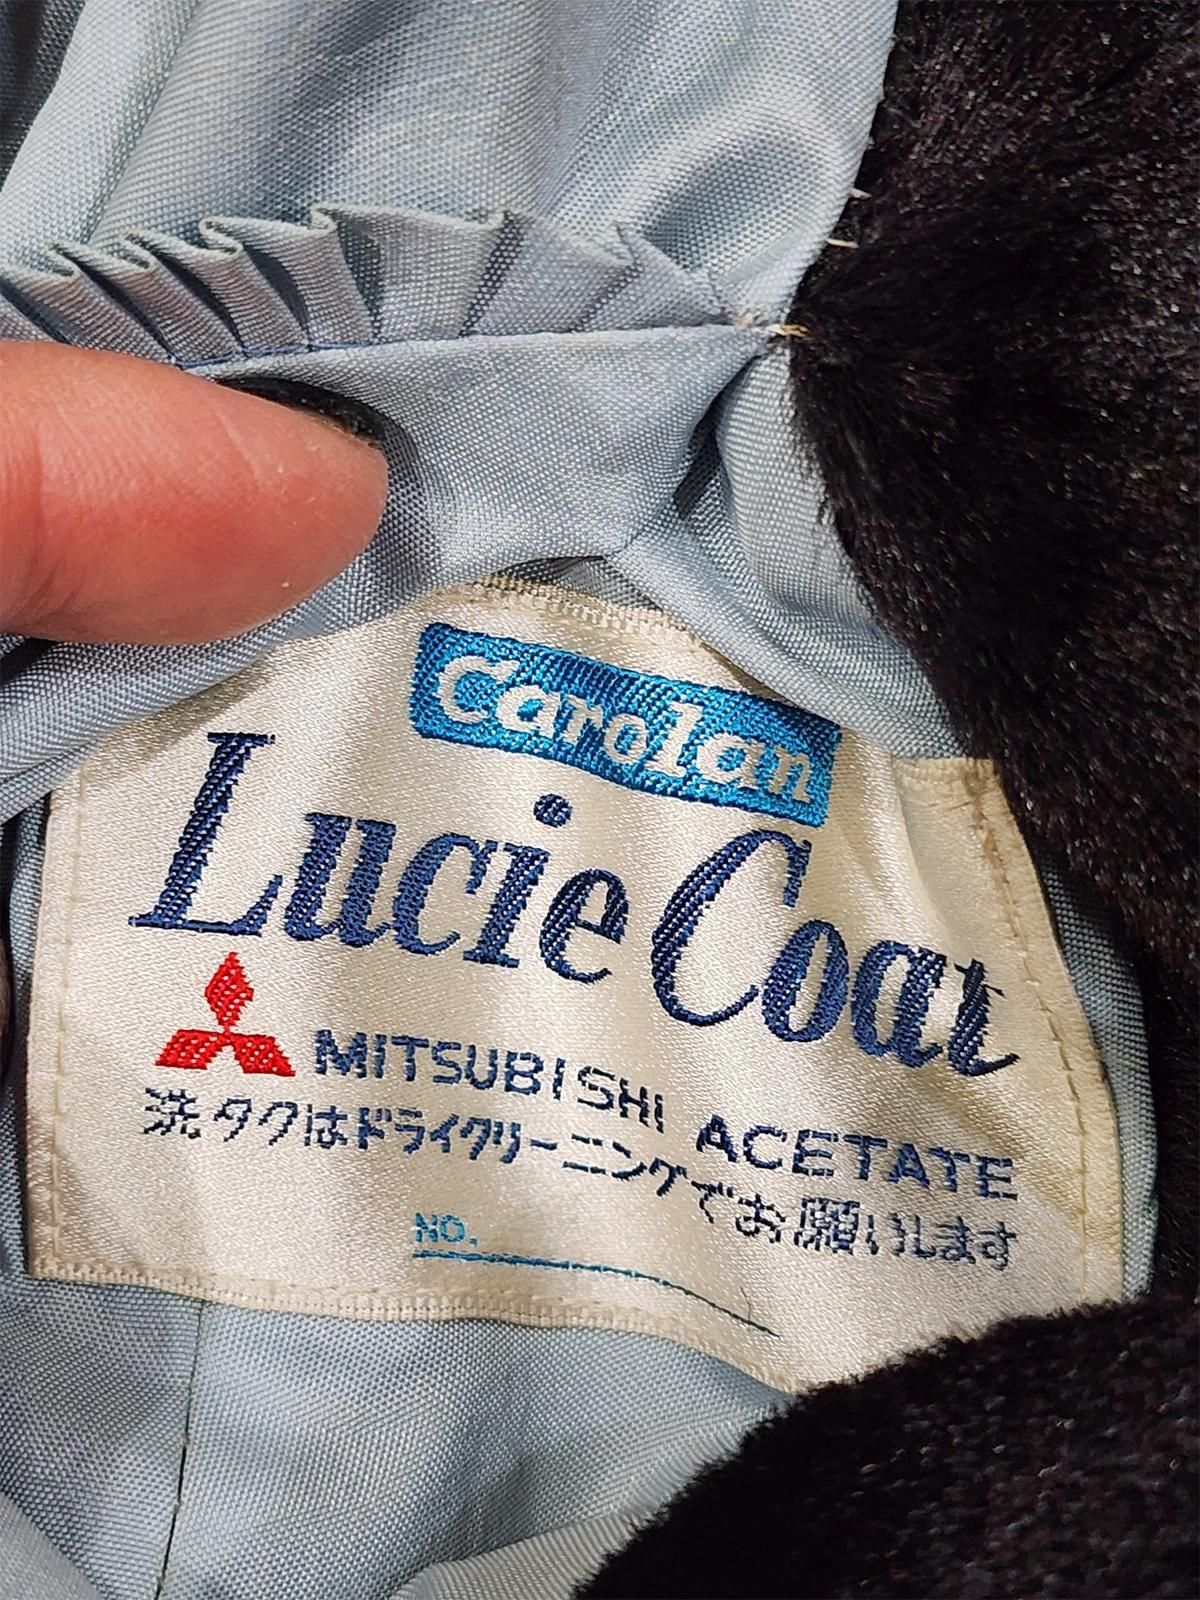 Carolan
Lucie Coat
MITSUBISHI ACETATE
洗タクはドライクリーニングでお願いします
NO.